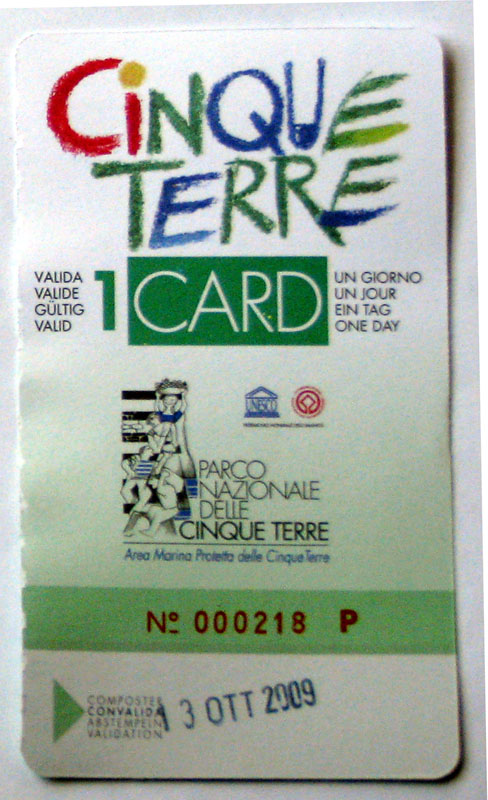 CINQUE
TERRE
VALIDA
VALIDE
GÜLTIG
VALID
1
CARD
UN GIORNO
UN JOUR
EIN TAG
ONE DAY
UNESCO
PARCO
NAZIONALE
DELLE
CINQUE TERRE
Area Marina Protetta delle Cinque Terre
Nº 000218 P
COMPOSTER
CONVALIDA
ABSTEMPELN
VALIDATION
13 OTT 2009